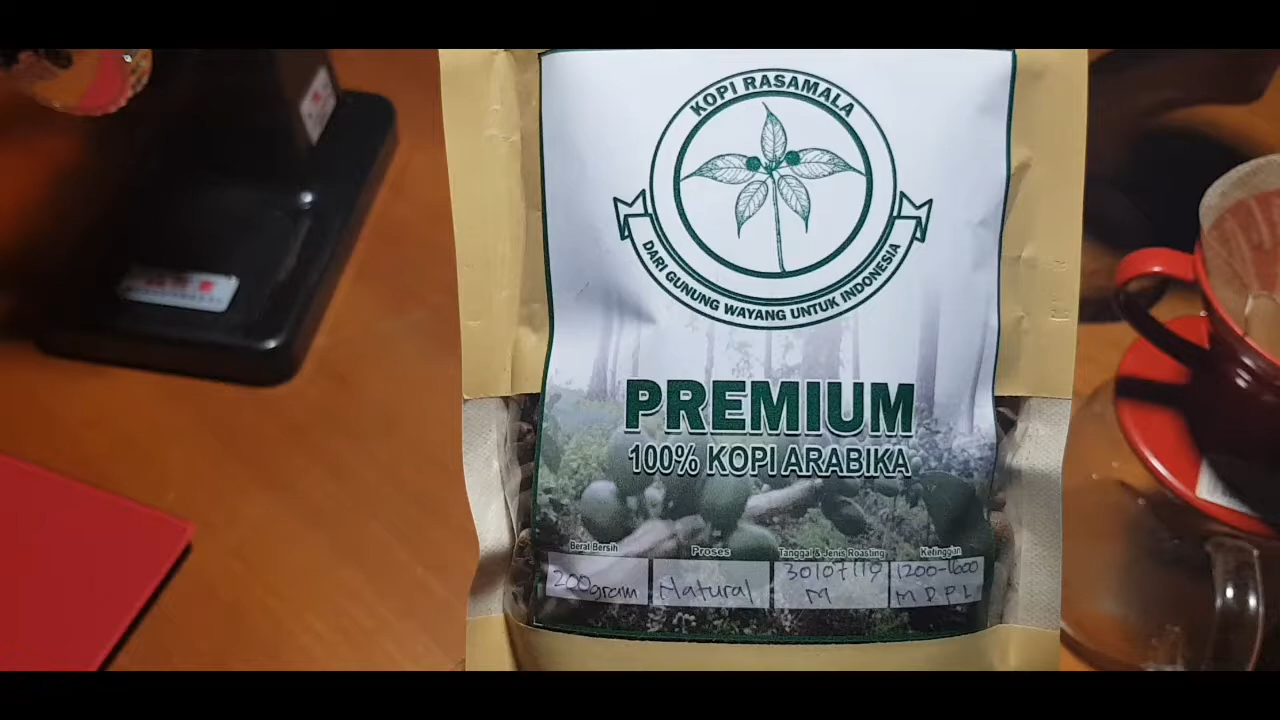 KOPI RASAMALA
DARI GUNUNG WAYANG UNTUK INDONESIA
PREMIUM
100% KOPI ARABIKA
Berat Bersih
Proses
Tanggal & Jenis Roasting
Ketinggian
200gram
Natural
30/07/19
M
1200-1600
MDPL